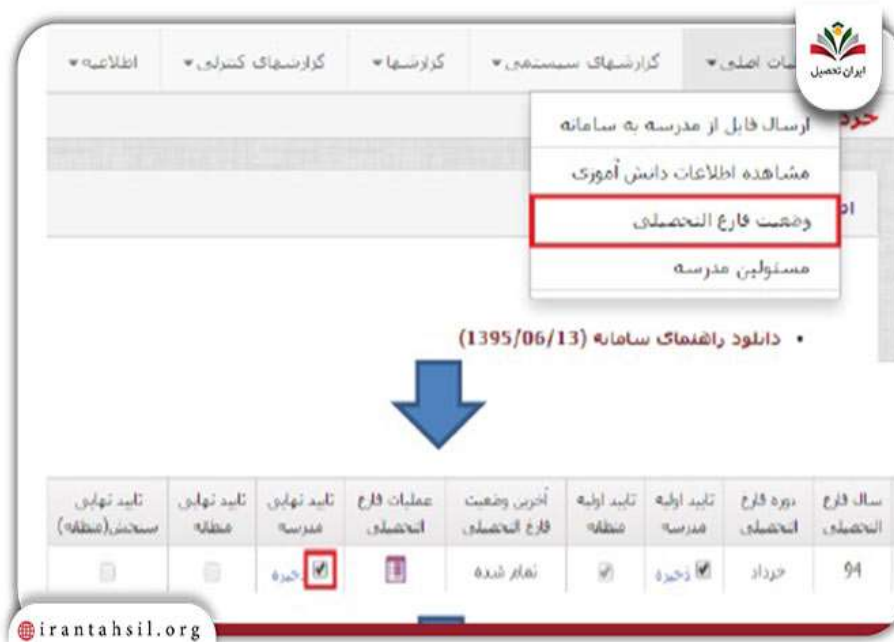 ایران تحصیل
یات اصلی گزارشهای سیستمی گزارشها گزارشهای کنترلی اطلاعیه
خرد
ارسال فایل از مدرسه به سامانه
مشاهده اطلاعات دانش آموزی
وضعیت فارغ التحصیلی
مسئولین مدرسه
دانلود راهنمای سامانه (1395/06/13)
سال فارغ التحصیلی دوره فارغ التحصیلی تایید اولیه مدرسه تایید اولیه منطقه آخرین وضعیت فارغ التحصیلی عملیات فارغ التحصیلی تایید نهایی مدرسه تایید نهایی منطقه تایید نهایی سنجش(منطقه)
94 خرداد ذخیره تمام شده ذخیره
irantahsil.org